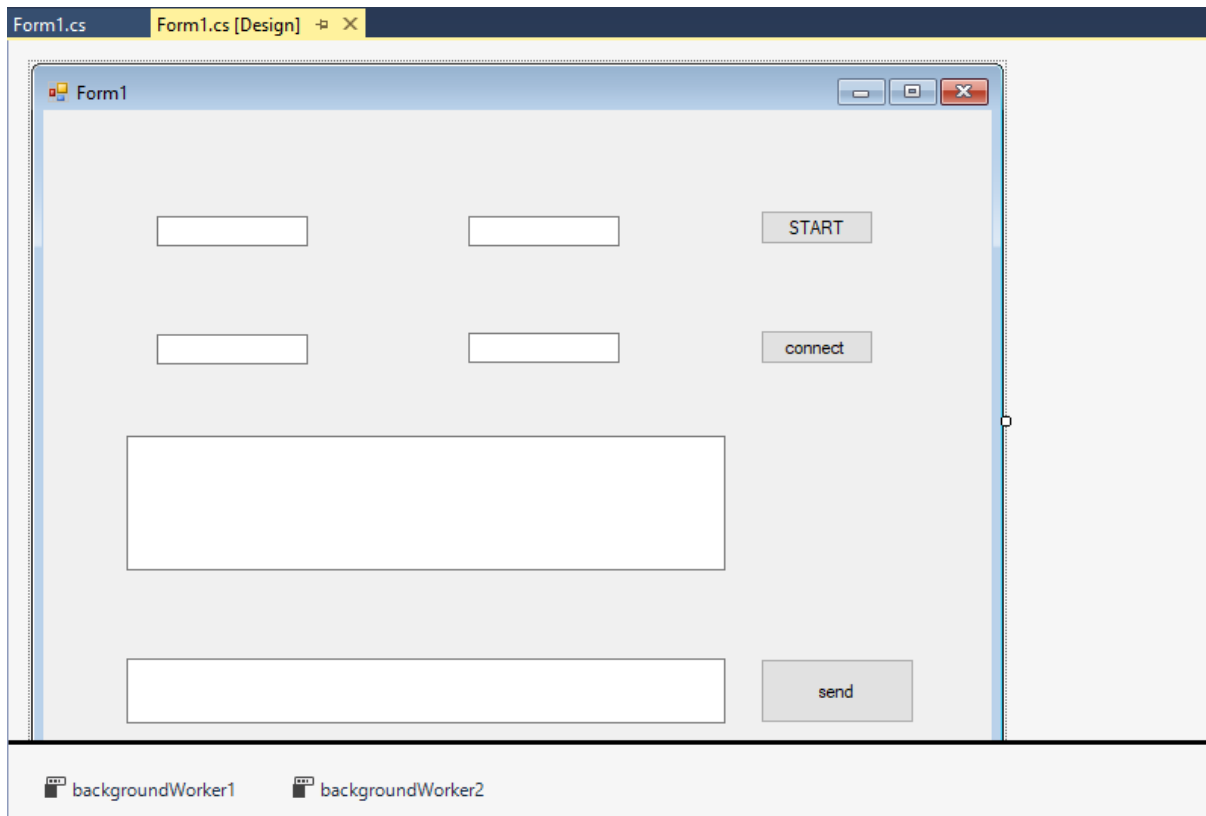 Form1.cs Form1.cs [Design]
Form1
START
connect
send
backgroundWorker1 backgroundWorker2